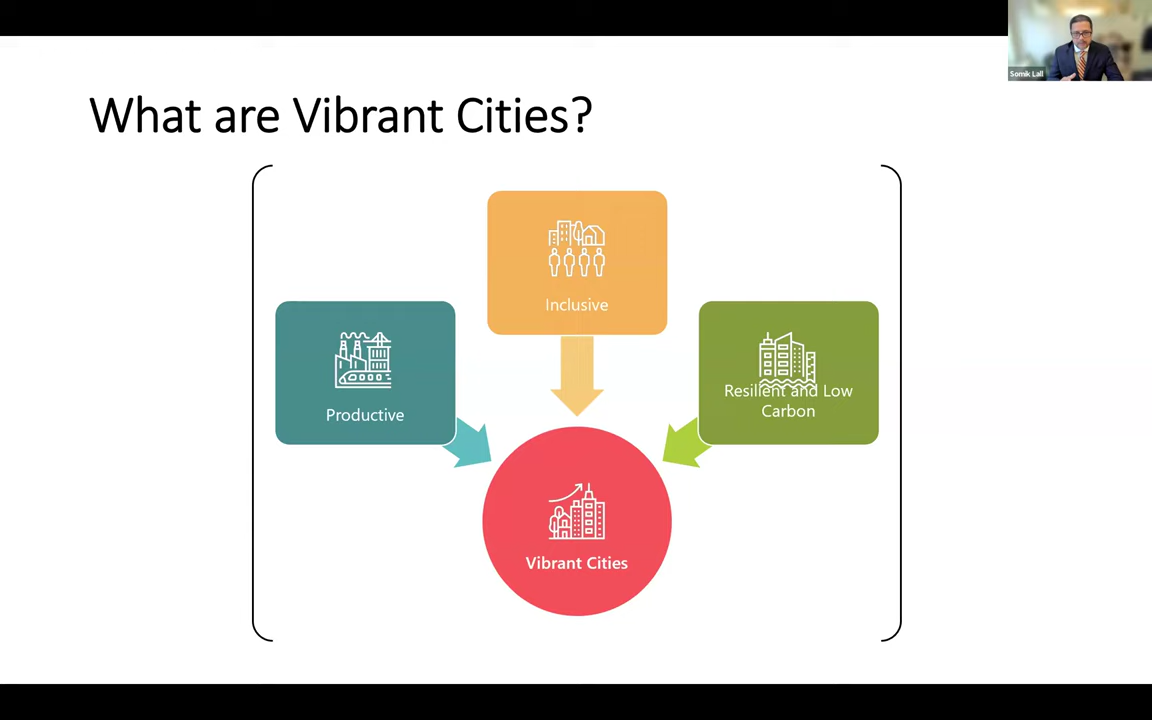 Somik Lall
What are Vibrant Cities?
Inclusive
Productive
Resilient and Low
Carbon
Vibrant Cities